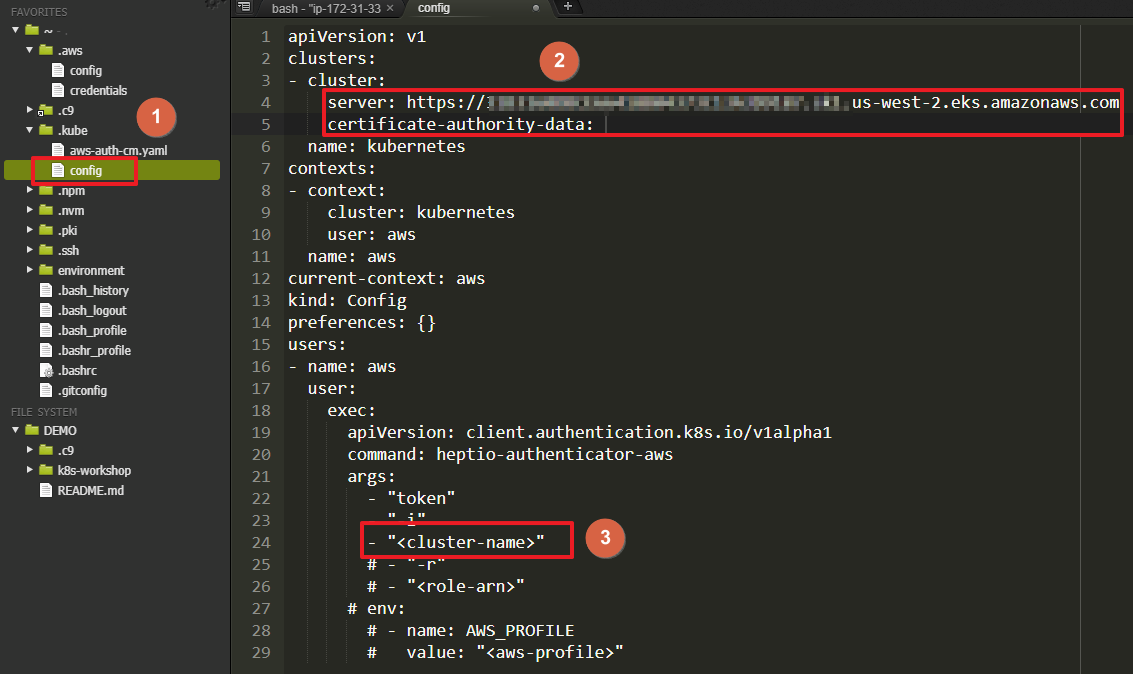 FAVORITES
~
.aws
config
credentials
.c9
.kube
aws-auth-cm.yaml
config
.npm
.nvm
.pki
.ssh
environment
.bash_history
.bash_logout
.bash_profile
.bashr_profile
.bashrc
.gitconfig
FILE SYSTEM
DEMO
.c9
k8s-workshop
README.md
1
bash - "ip-172-31-33
config
1 apiVersion: v1
2 clusters:
3 - cluster:
2
4 server: https:// us-west-2.eks.amazonaws.com
5 certificate-authority-data:
6 name: kubernetes
7 contexts:
8 - context:
9 cluster: kubernetes
10 user: aws
11 name: aws
12 current-context: aws
13 kind: Config
14 preferences: {}
15 users:
16 - name: aws
17 user:
18 exec:
19 apiVersion: client.authentication.k8s.io/v1alpha1
20 command: heptio-authenticator-aws
21 args:
22 - "token"
23 "-i"
24 - "<cluster-name>"
3
25 # - "-r"
26 # - "<role-arn>"
27 # env:
28 # - name: AWS_PROFILE
29 # value: "<aws-profile>"